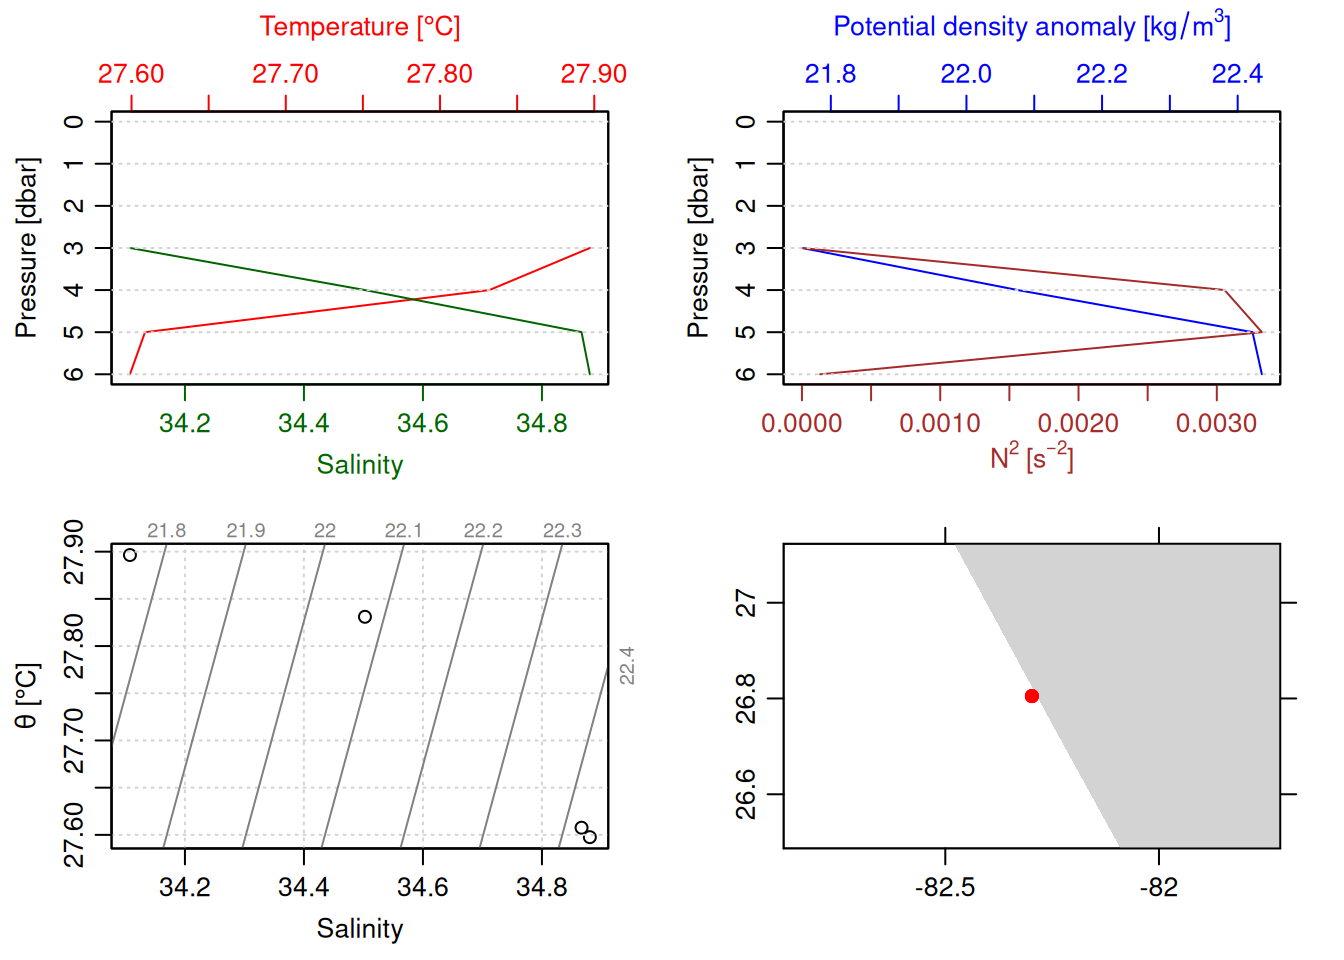 Temperature [°C]
27.60 27.70 27.80 27.90
0
1
2
3
4
5
6
Pressure [dbar]
34.2 34.4 34.6 34.8
Salinity
Potential density anomaly [kg/m³]
21.8 22.0 22.2 22.4
0
1
2
3
4
5
6
Pressure [dbar]
0.0000 0.0010 0.0020 0.0030
N² [s⁻²]
21.8 21.9 22 22.1 22.2 22.3
22.4
27.90
27.80
27.70
27.60
θ [°C]
34.2 34.4 34.6 34.8
Salinity
27
26.8
26.6
-82.5 -82